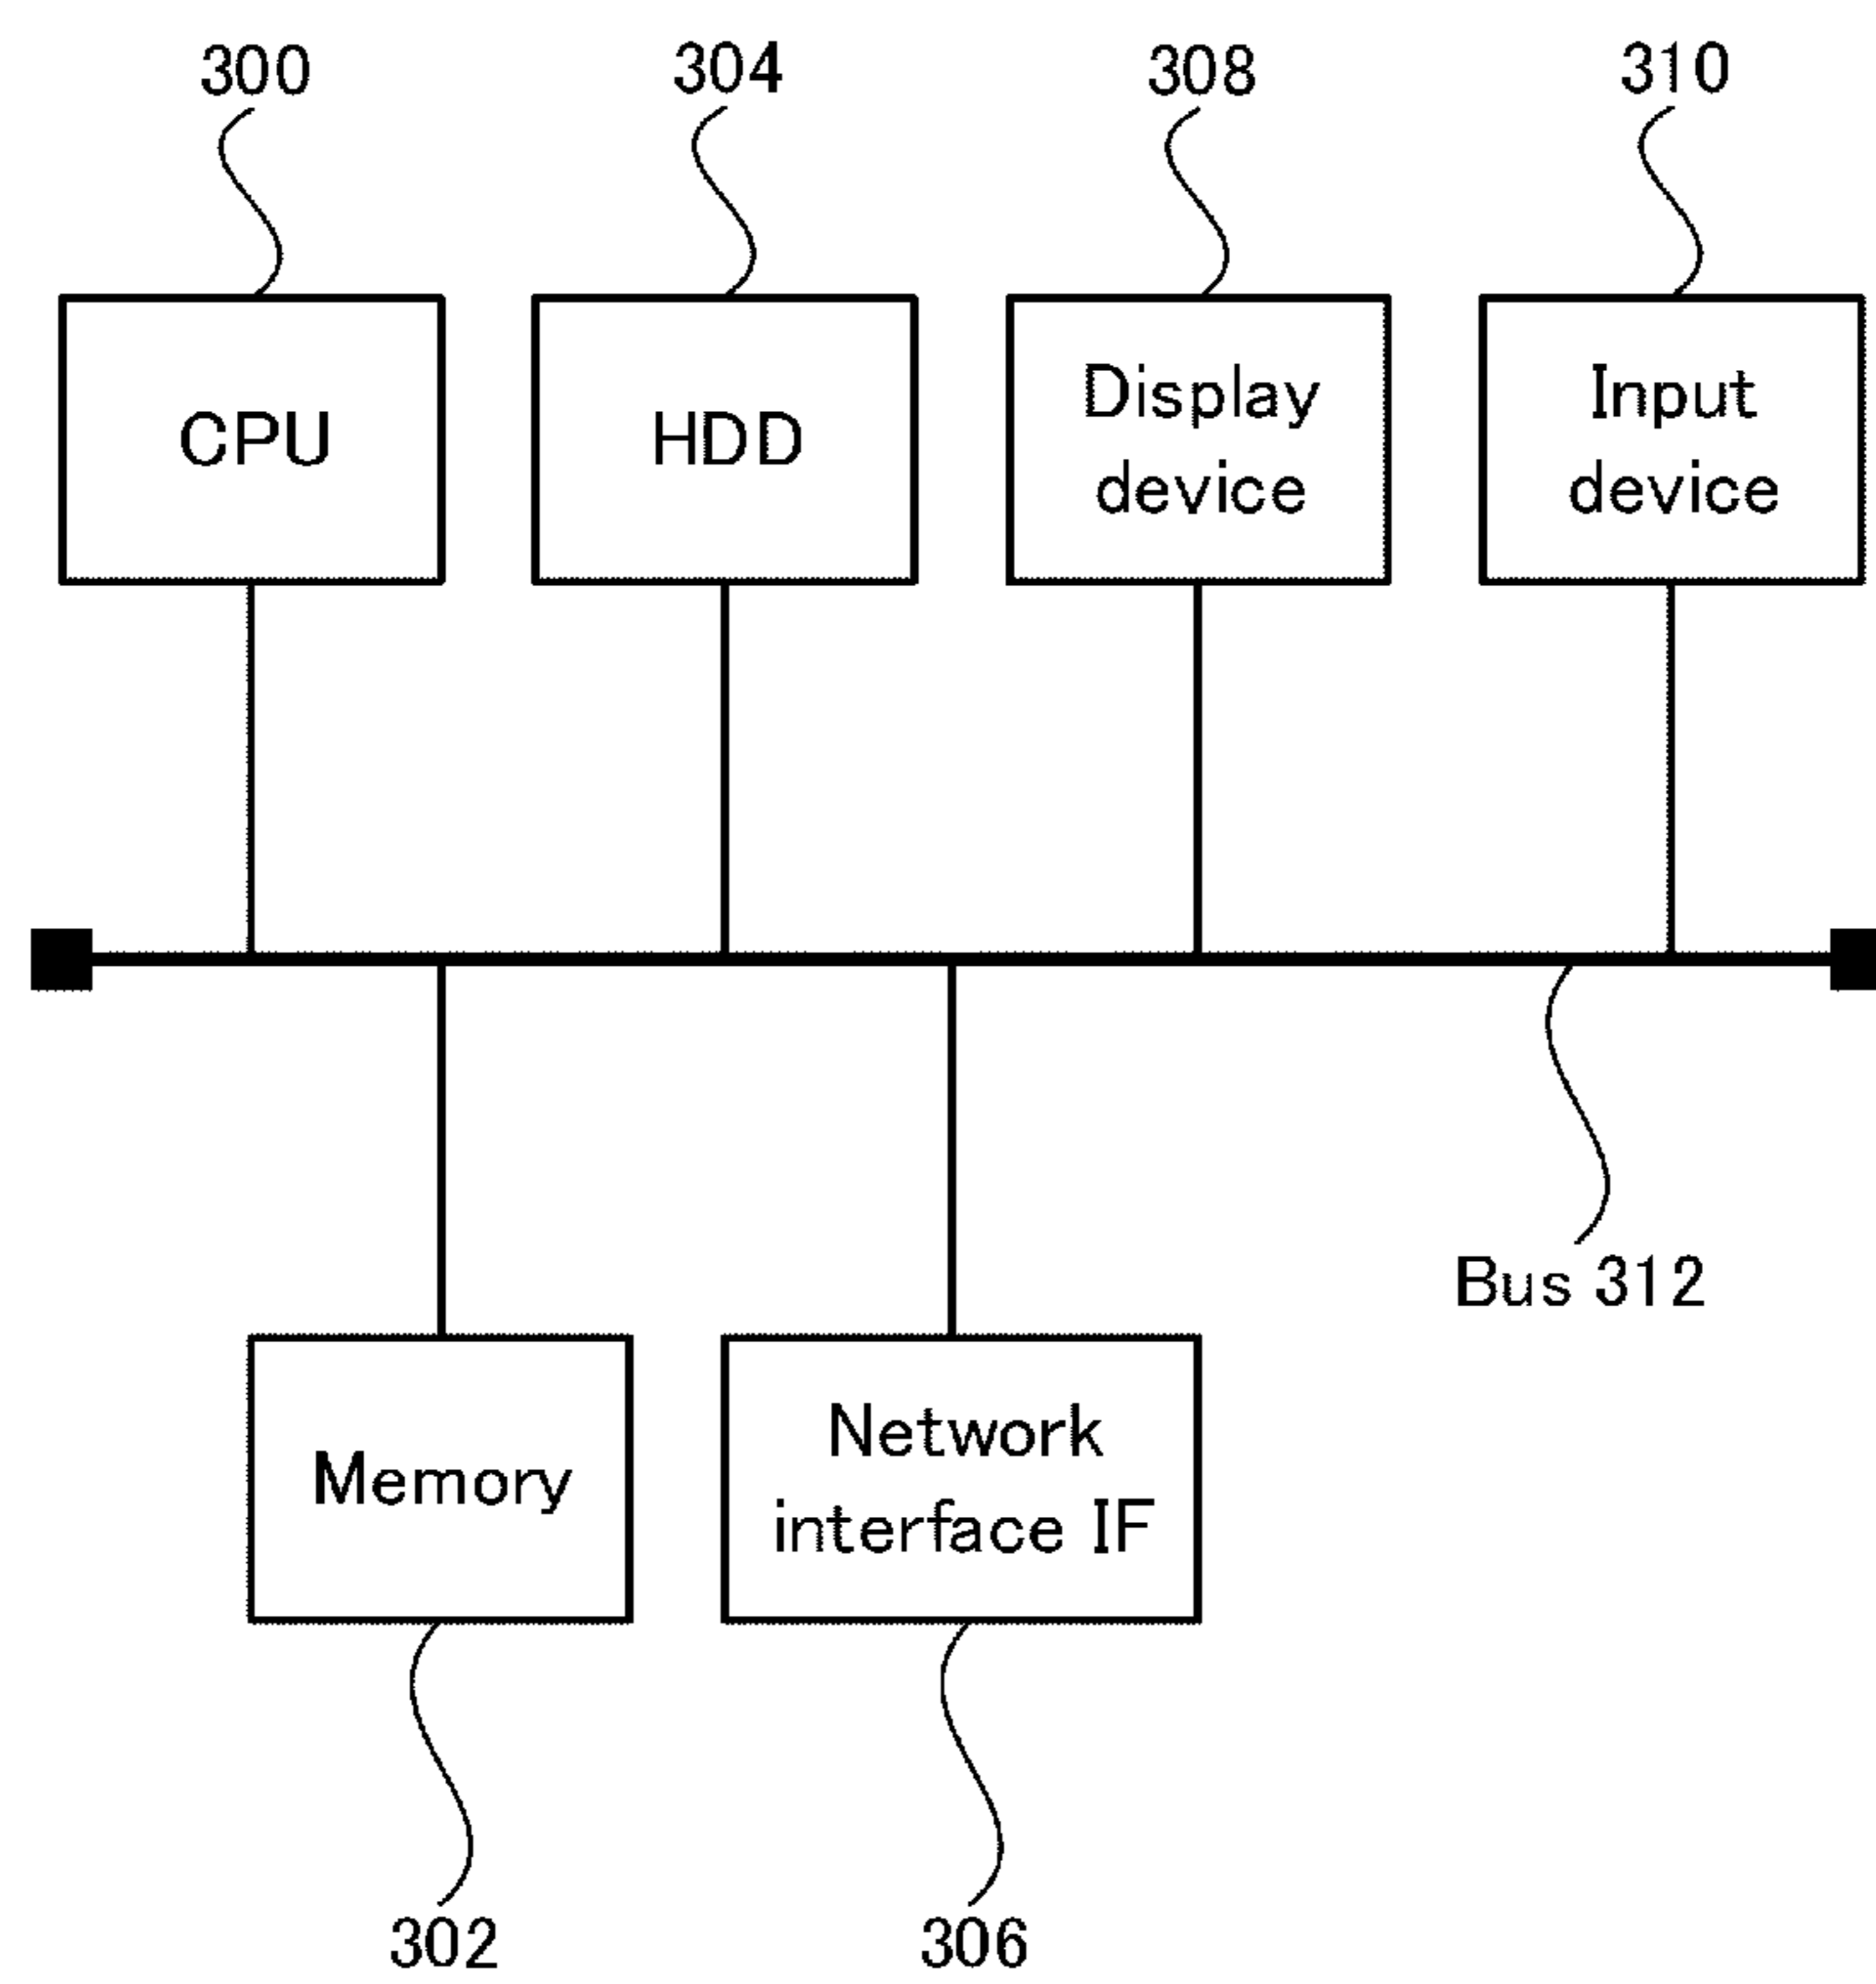 300
304
308
310
CPU
HDD
Display
device
Input
device
Bus 312
Memory
Network
interface IF
302
306